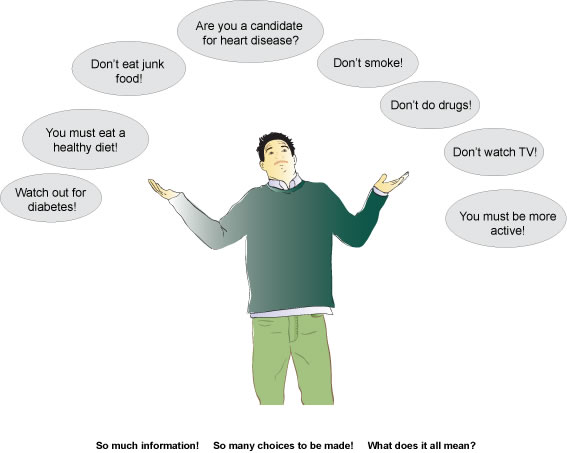 Are you a candidate
for heart disease?
Don't eat junk
food!
Don't smoke!
Don't do drugs!
You must eat a
healthy diet!
Don't watch TV!
Watch out for
diabetes!
You must be more
active!
So much information! So many choices to be made! What does it all mean?